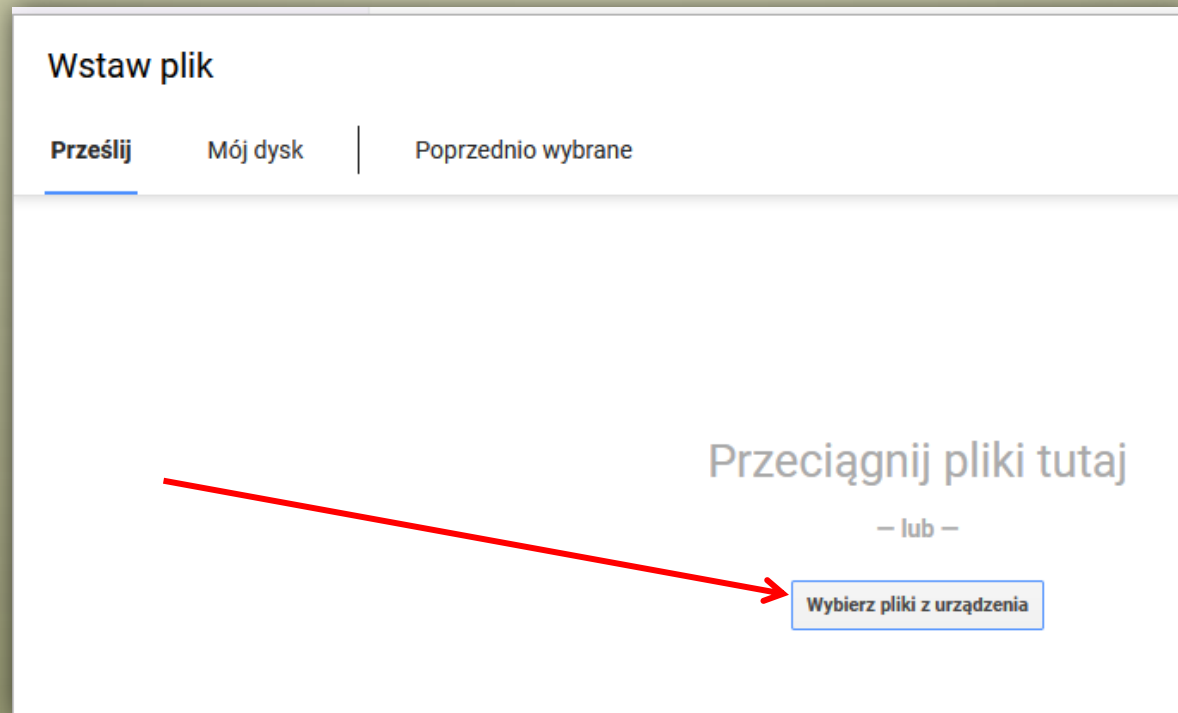 Wstaw plik
Prześlij Mój dysk Poprzednio wybrane
Przeciągnij pliki tutaj
— lub —
Wybierz pliki z urządzenia